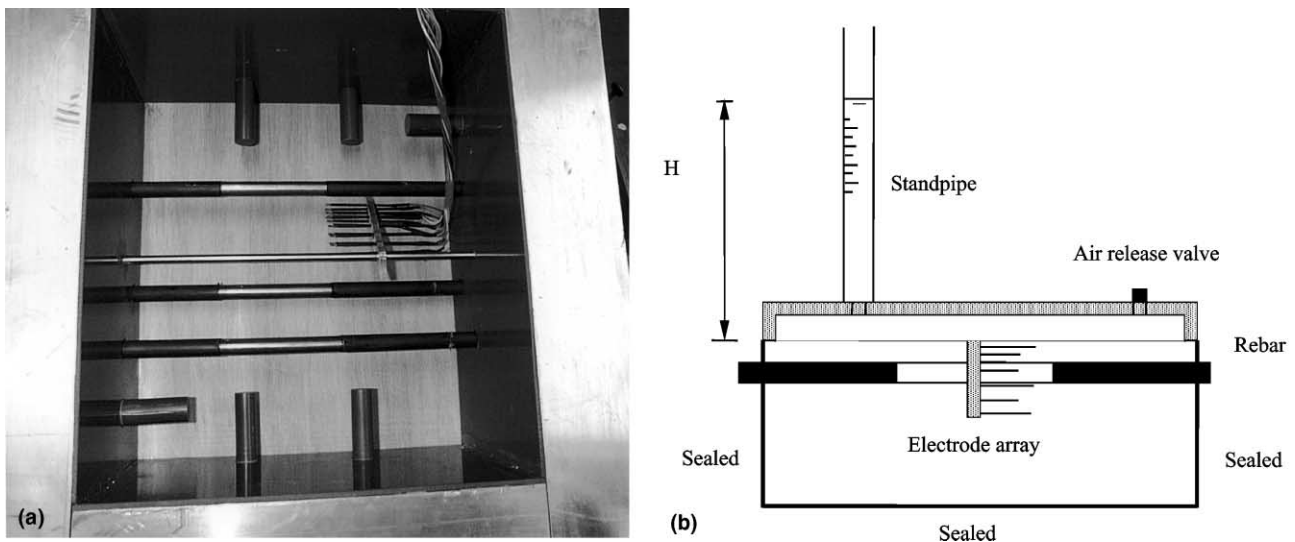 (a)
H
Standpipe
Air release valve
Rebar
Electrode array
Sealed
Sealed
(b)
Sealed